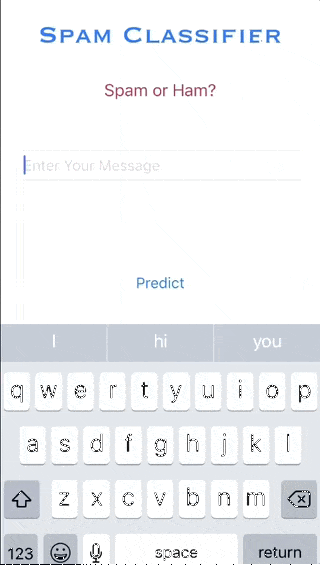 SPAM CLASSIFIER
Spam or Ham?
Enter Your Message
Predict
I hi you
q w e r t y u i o p
a s d f g h j k l
z x c v b n m
123 space return